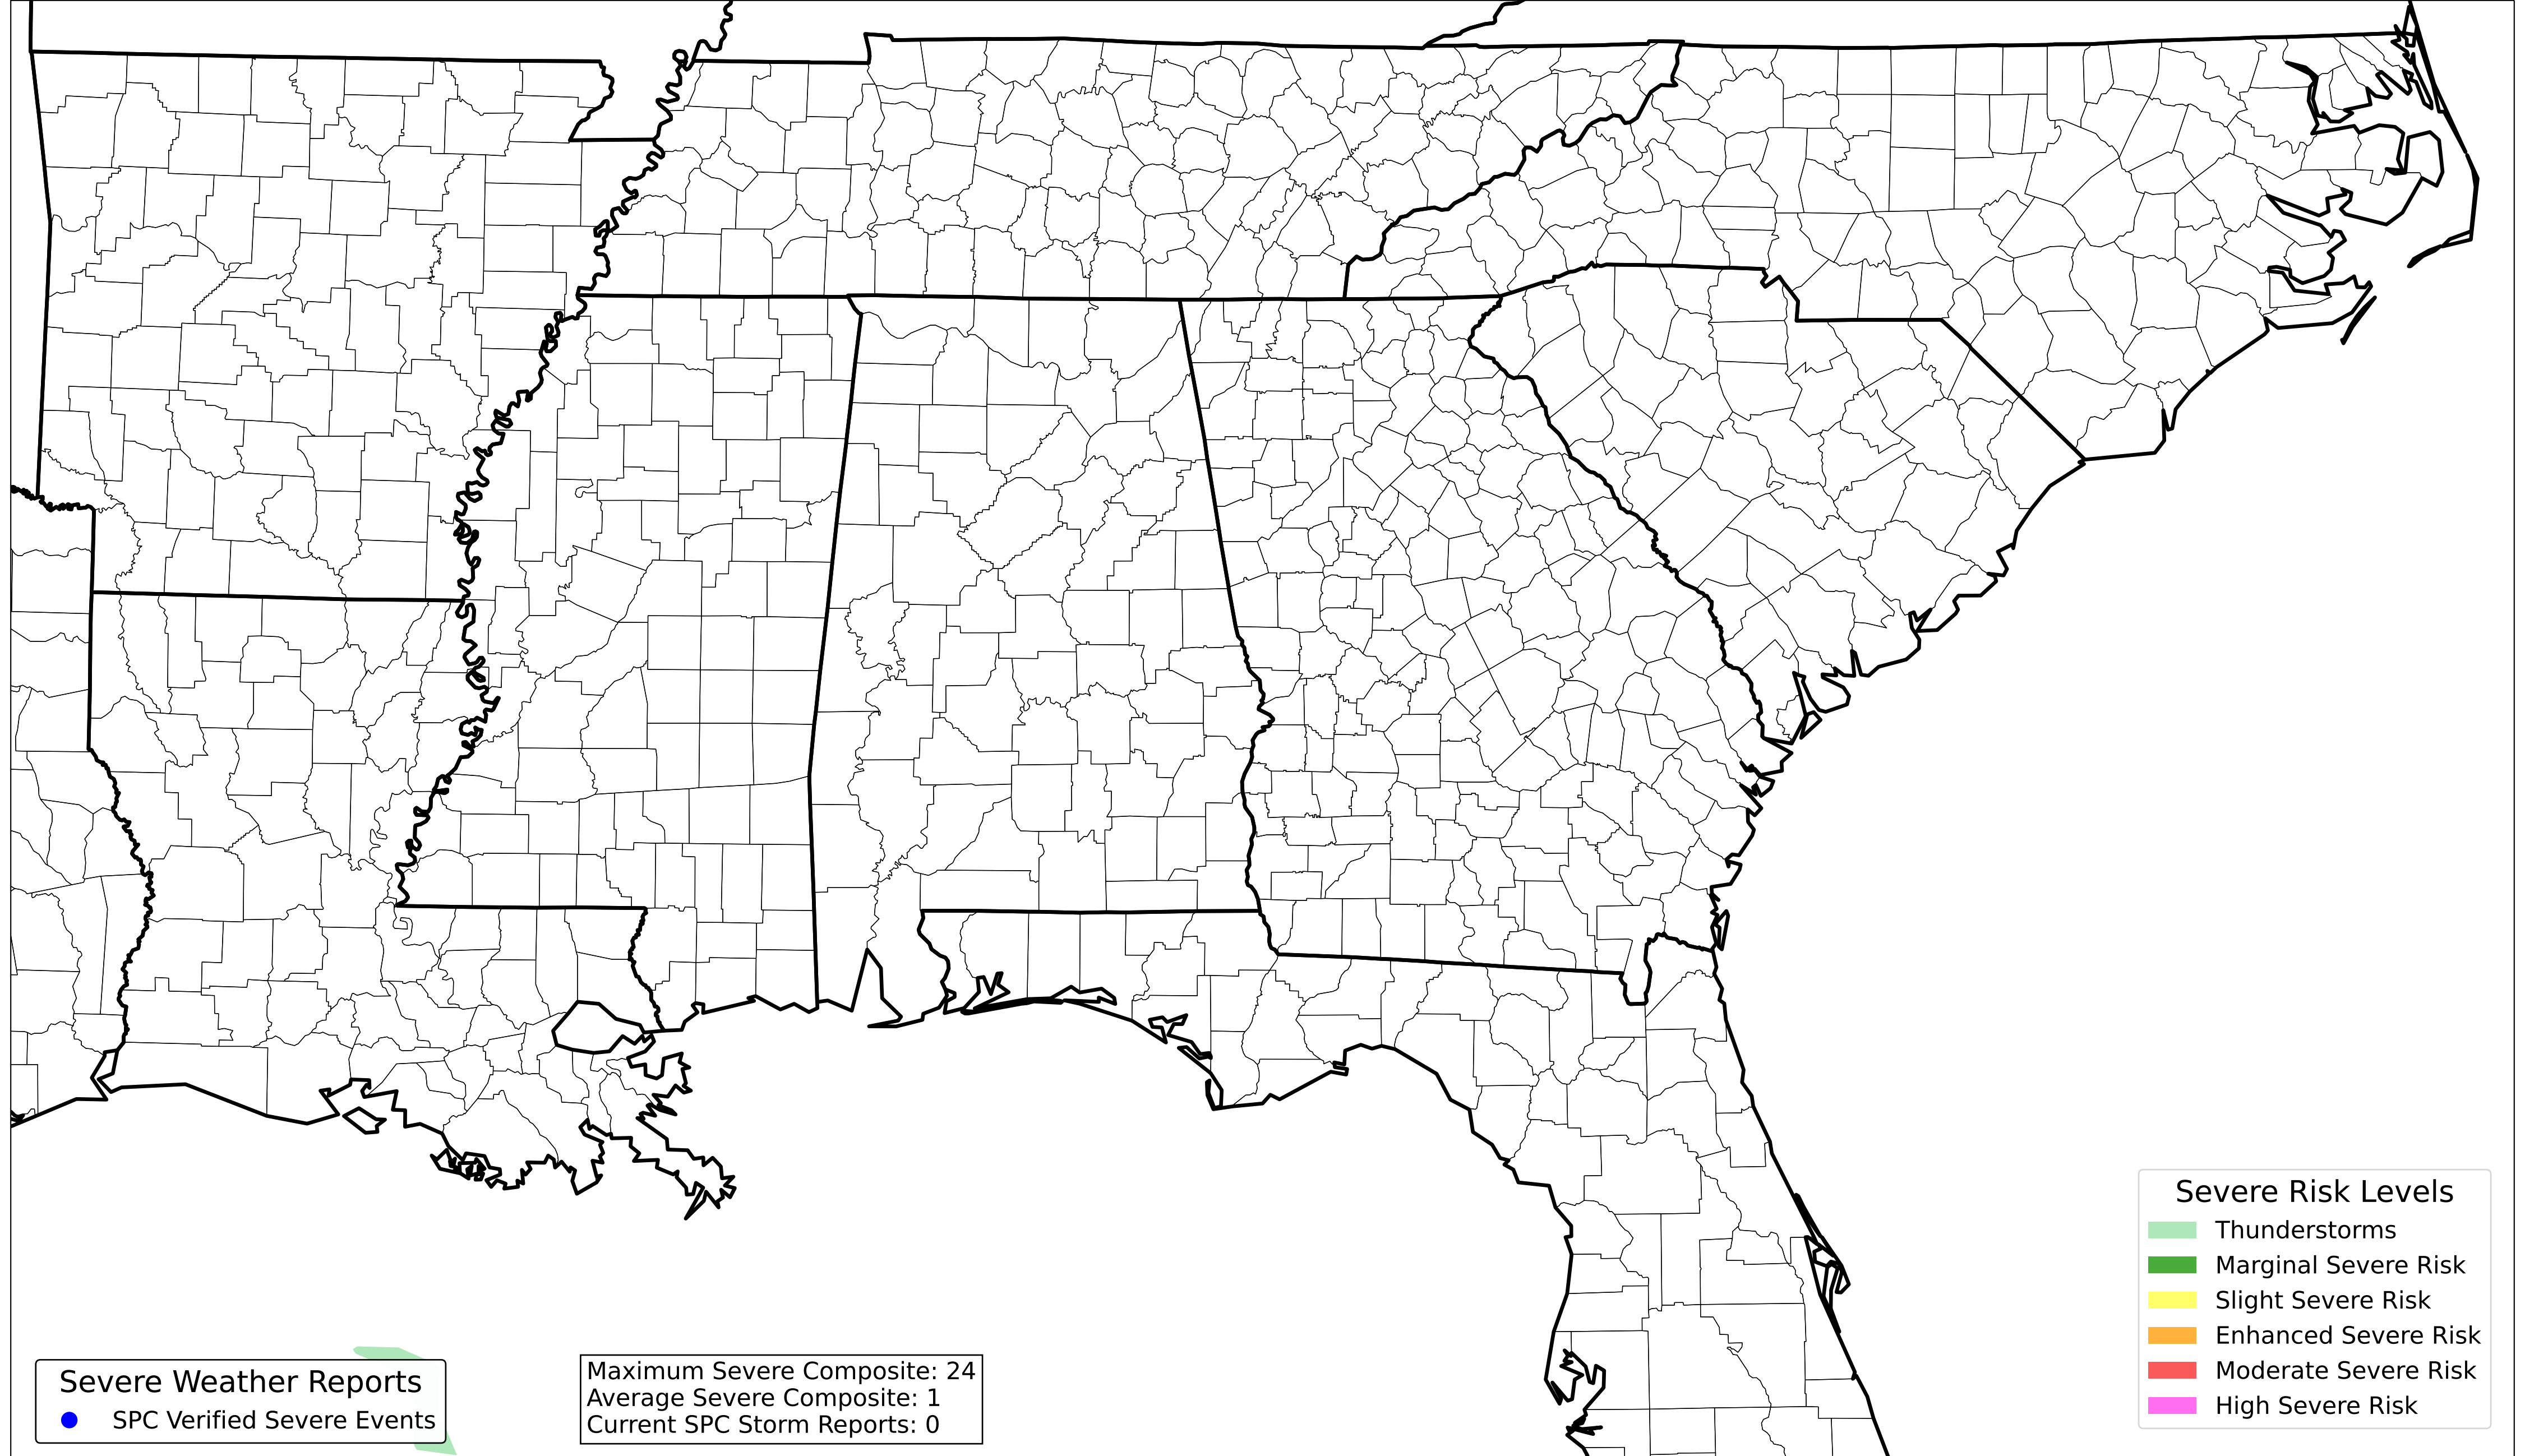 Severe Weather Reports
SPC Verified Severe Events
Maximum Severe Composite: 24
Average Severe Composite: 1
Current SPC Storm Reports: 0
Severe Risk Levels
Thunderstorms
Marginal Severe Risk
Slight Severe Risk
Enhanced Severe Risk
Moderate Severe Risk
High Severe Risk